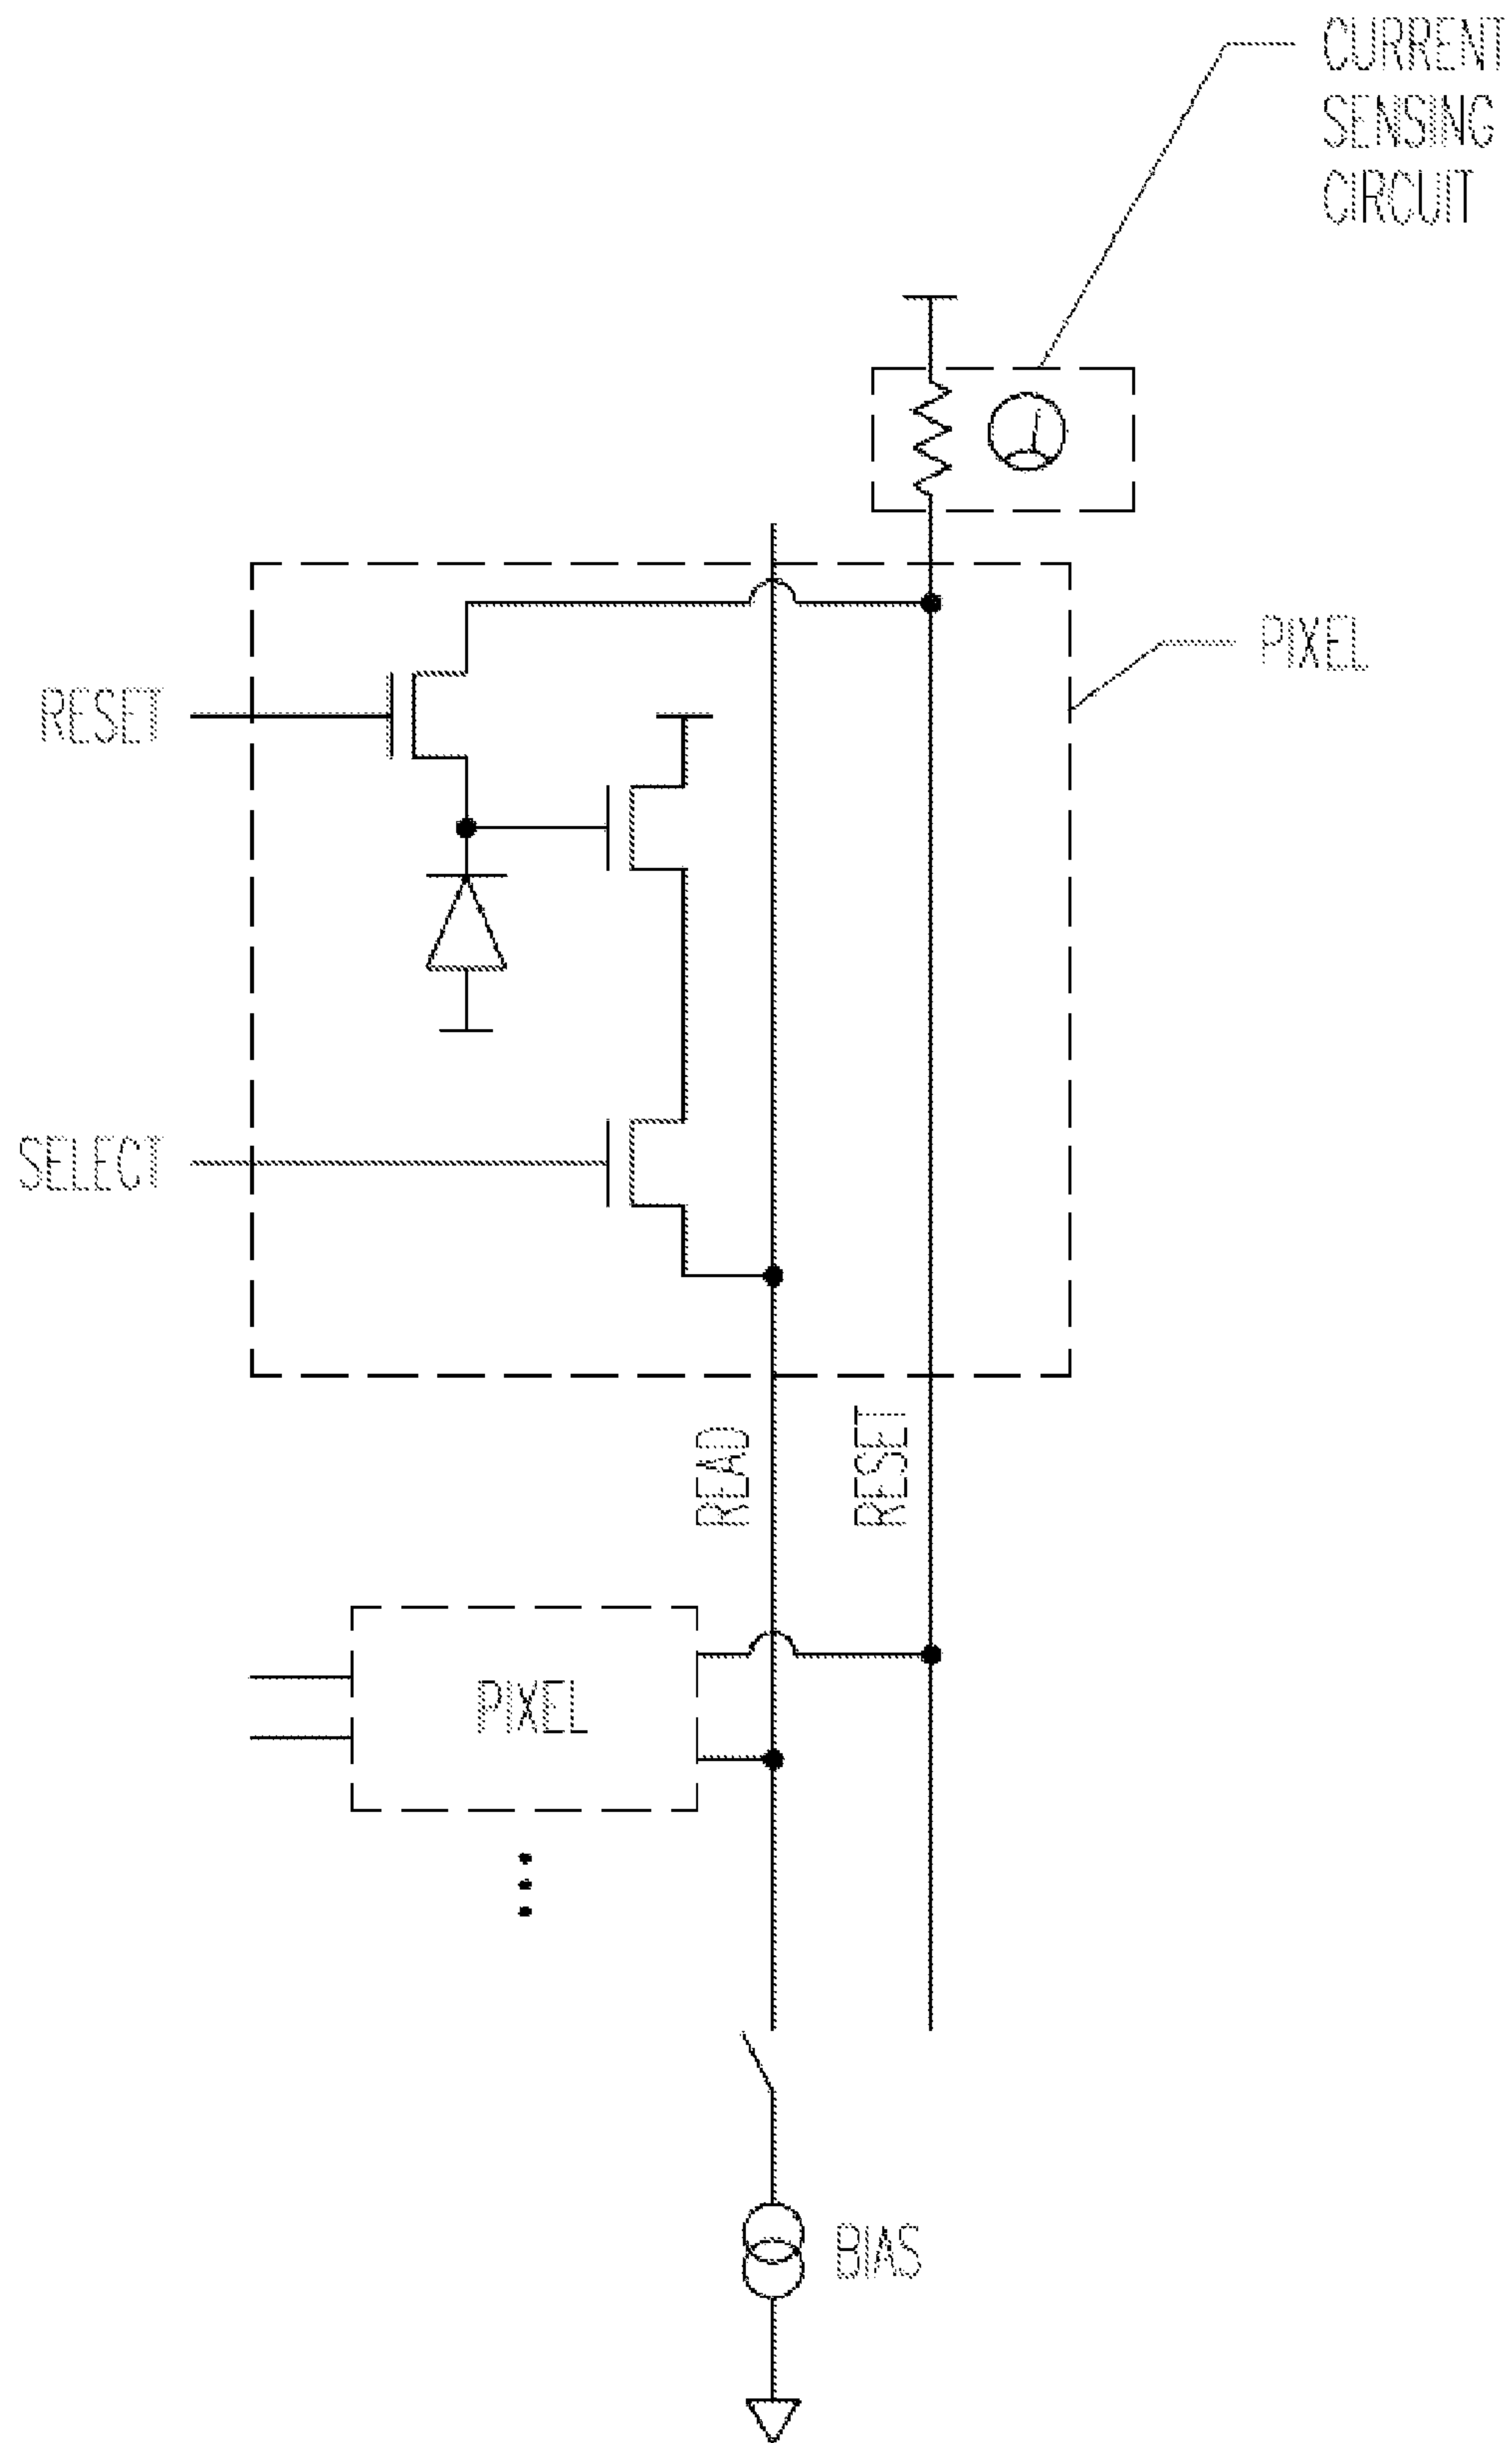 CURRENT
SENSING
CIRCUIT
PIXEL
RESET
SELECT
READ
RESET
PIXEL
BIAS